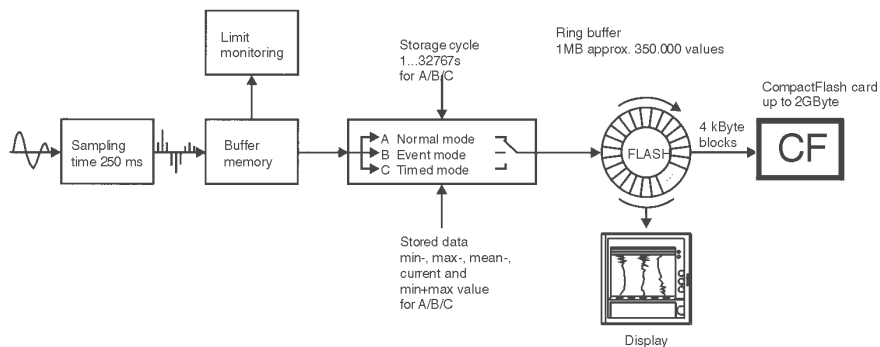 Limit
monitoring
Storage cycle
1...32767s
for A/B/C
Ring buffer
1MB approx. 350.000 values
CompactFlash card
up to 2GByte
Sampling
time 250 ms
Buffer
memory
A Normal mode
B Event mode
C Timed mode
FLASH
4 kByte
blocks
CF
Stored data
min-, max-, mean-,
current and
min+max value
for A/B/C
Display